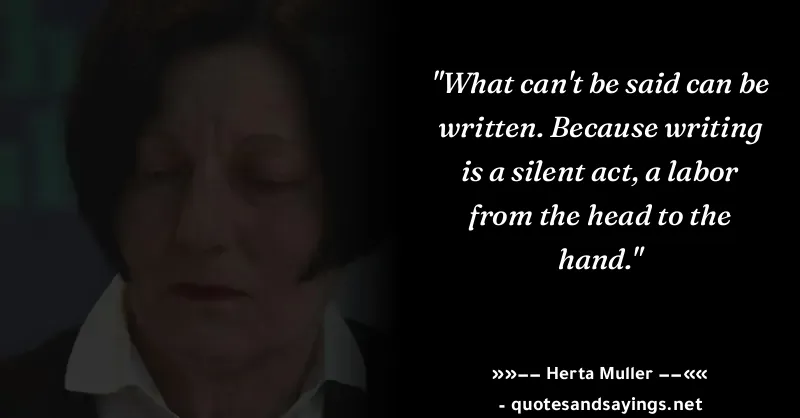 "What can't be said can be
written. Because writing
is a silent act, a labor
from the head to the
hand."
»»−− Herta Muller −−««
- quotesandsayings.net